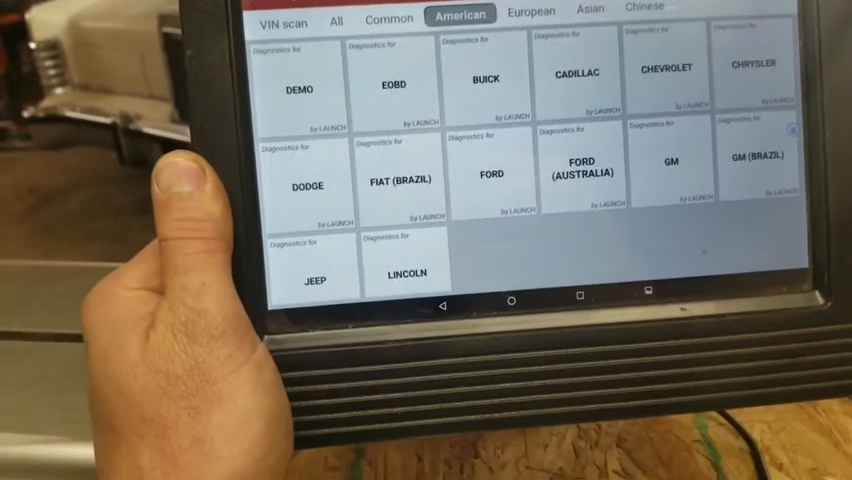 VIN scan All Common American European Asian Chinese
Diagnostics for
DEMO
by LAUNCH
Diagnostics for
EOBD
by LAUNCH
Diagnostics for
BUICK
by LAUNCH
Diagnostics for
CADILLAC
by LAUNCH
Diagnostics for
CHEVROLET
by LAUNCH
Diagnostics for
CHRYSLER
by LAUNCH
Diagnostics for
DODGE
by LAUNCH
Diagnostics for
FIAT (BRAZIL)
by LAUNCH
Diagnostics for
FORD
by LAUNCH
Diagnostics for
FORD
(AUSTRALIA)
by LAUNCH
Diagnostics for
GM
by LAUNCH
Diagnostics for
GM (BRAZIL)
by LAUNCH
Diagnostics for
JEEP
Diagnostics for
LINCOLN